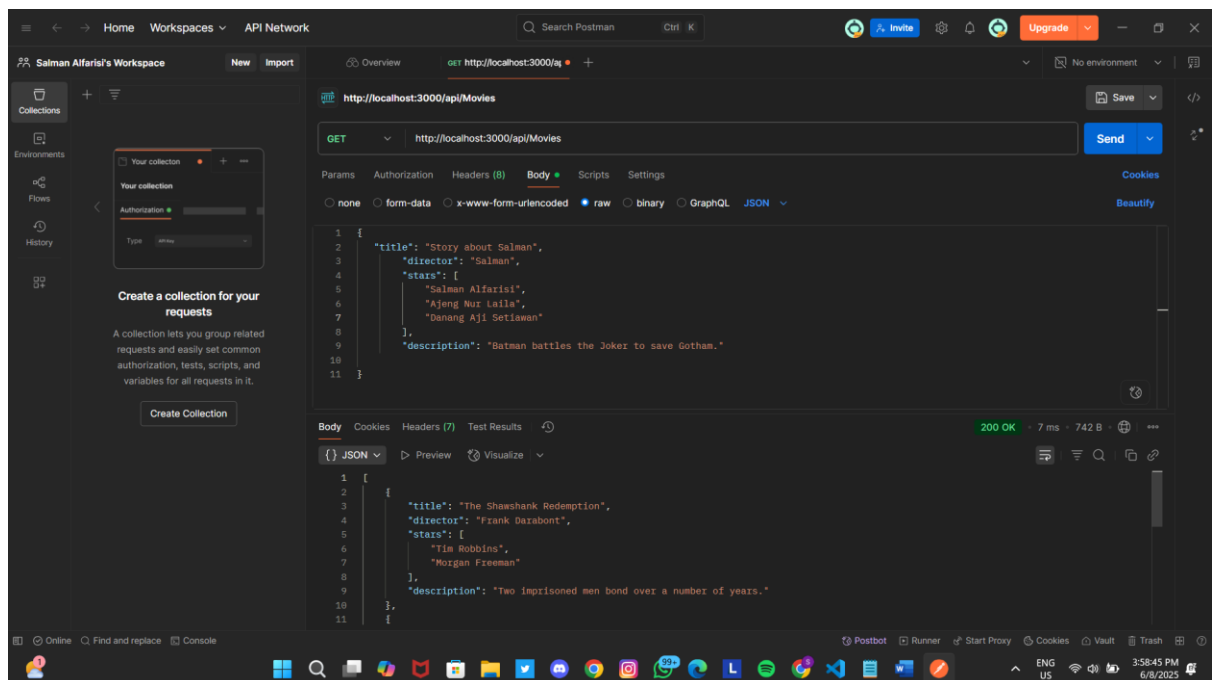 Home Workspaces API Network Search Postman Ctrl K Invite Upgrade
Salman Alfarisi's Workspace New Import Overview GET http://localhost:3000/ap No environment
Collections
Environments
Flows
History
Your collecton
Your collection
Authorization
Type API Key
Create a collection for your
requests
A collection lets you group related
requests and easily set common
authorization, tests, scripts, and
variables for all requests in it.
Create Collection
HTTP http://localhost:3000/api/Movies Save
GET http://localhost:3000/api/Movies Send
Params Authorization Headers (8) Body Scripts Settings Cookies
none form-data x-www-form-urlencoded raw binary GraphQL JSON Beautify
1 {
2 "title": "Story about Salman",
3 "director": "Salman",
4 "stars": [
5 "Salman Alfarisi",
6 "Ajeng Nur Laila",
7 "Danang Aji Setiawan"
8 ],
9 "description": "Batman battles the Joker to save Gotham."
10
11 }
Body Cookies Headers (7) Test Results 200 OK 7 ms 742 B
{} JSON Preview Visualize
1 [
2 {
3 "title": "The Shawshank Redemption",
4 "director": "Frank Darabont",
5 "stars": [
6 "Tim Robbins",
7 "Morgan Freeman"
8 ],
9 "description": "Two imprisoned men bond over a number of years."
10 },
11 {
Online Find and replace Console Postbot Runner Start Proxy Cookies Vault Trash
1 99+ L ENG 3:58:45 PM
US 6/8/2025